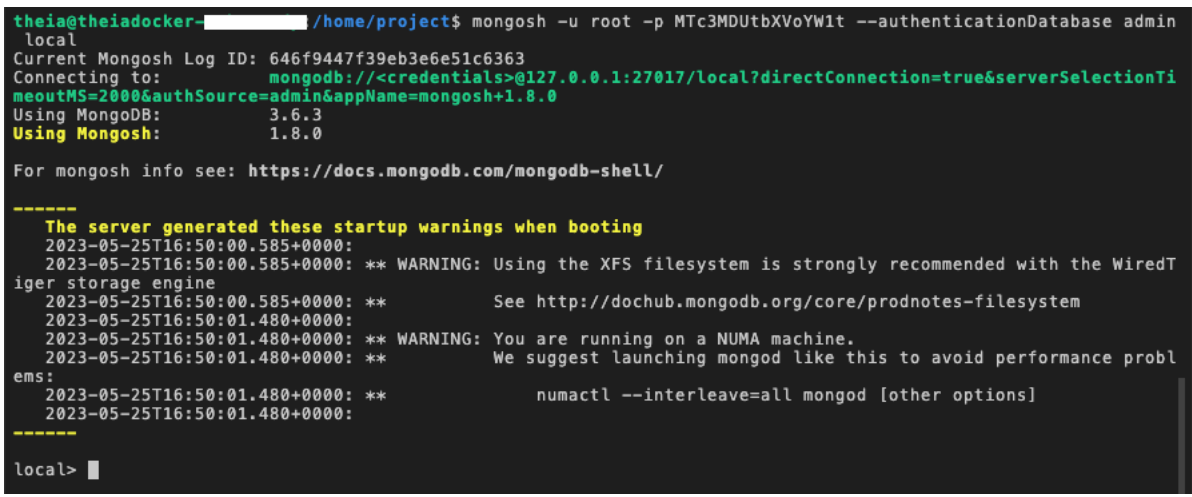 theia@theiadocker- :/home/project$ mongosh -u root -p MTc3MDUtbXVoYW1t --authenticationDatabase admin
 local
Current Mongosh Log ID: 646f9447f39eb3e6e51c6363
Connecting to:          mongodb://<credentials>@127.0.0.1:27017/local?directConnection=true&serverSelectionTi
meoutMS=2000&authSource=admin&appName=mongosh+1.8.0
Using MongoDB:          3.6.3
Using Mongosh:          1.8.0
For mongosh info see: https://docs.mongodb.com/mongodb-shell/
------
   The server generated these startup warnings when booting
   2023-05-25T16:50:00.585+0000:
   2023-05-25T16:50:00.585+0000: ** WARNING: Using the XFS filesystem is strongly recommended with the WiredT
iger storage engine
   2023-05-25T16:50:00.585+0000: **          See http://dochub.mongodb.org/core/prodnotes-filesystem
   2023-05-25T16:50:01.480+0000:
   2023-05-25T16:50:01.480+0000: ** WARNING: You are running on a NUMA machine.
   2023-05-25T16:50:01.480+0000: **          We suggest launching mongod like this to avoid performance probl
ems:
   2023-05-25T16:50:01.480+0000: **              numactl --interleave=all mongod [other options]
   2023-05-25T16:50:01.480+0000:
------
local>